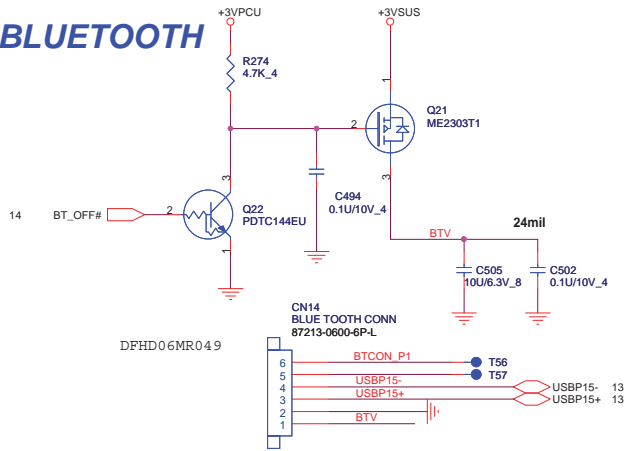 BLUETOOTH
+3VPCU
+3VSUS
R274
4.7K_4
1
Q21
ME2303T1
2
3
3
C494
0.1U/10V_4
14
BT_OFF#
2
Q22
PDTC144EU
1
24mil
BTV
C505
10U/6.3V_8
C502
0.1U/10V_4
CN14
BLUE TOOTH CONN
87213-0600-6P-L
DFHD06MR049
6
BTCON_P1
T56
5
T57
4
USBP15-
USBP15- 13
3
USBP15+
USBP15+ 13
2
1
BTV